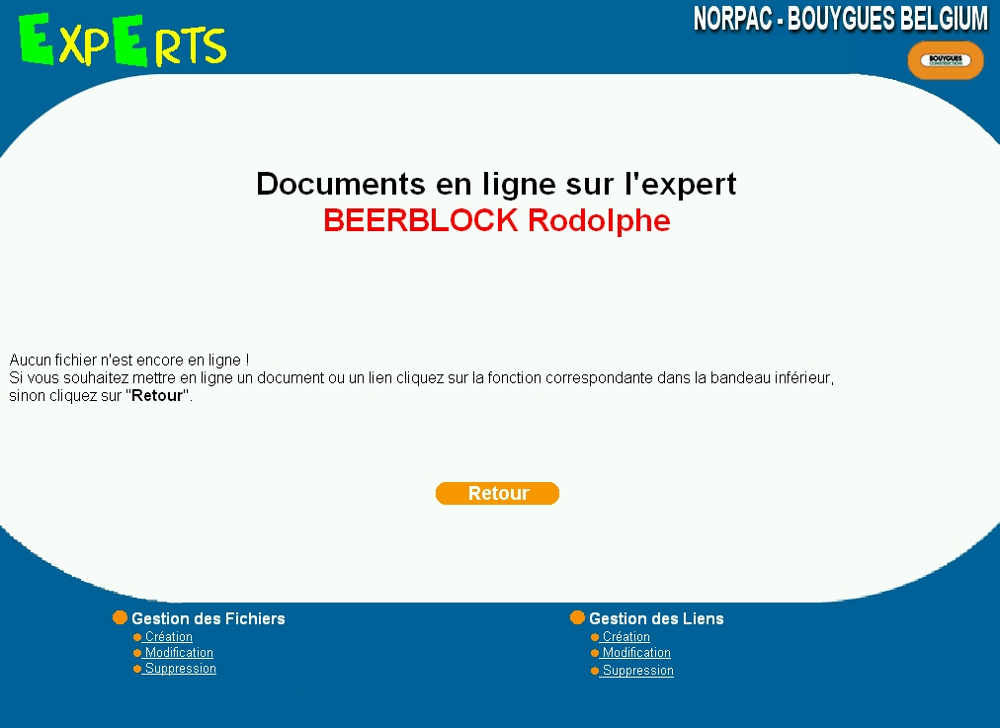 ExpErts
NORPAC - BOUYGUES BELGIUM
BOUYGUES
CONSTRUCTION
Documents en ligne sur l'expert
BEERBLOCK Rodolphe
Aucun fichier n'est encore en ligne !
Si vous souhaitez mettre en ligne un document ou un lien cliquez sur la fonction correspondante dans la bandeau inférieur,
sinon cliquez sur "Retour".
Retour
Gestion des Fichiers
Création
Modification
Suppression
Gestion des Liens
Création
Modification
Suppression